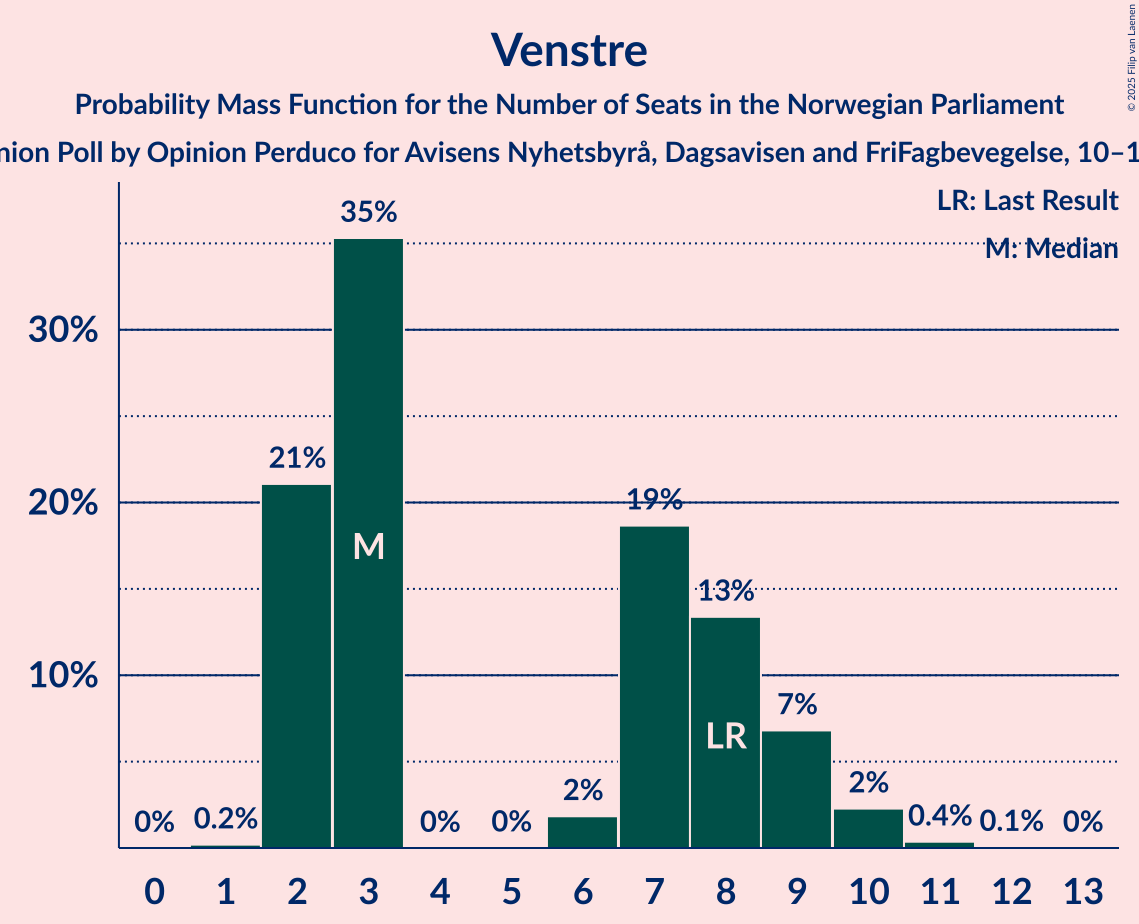 Venstre
Probability Mass Function for the Number of Seats in the Norwegian Parliament
nion Poll by Opinion Perduco for Avisens Nyhetsbyrå, Dagsavisen and FriFagbevegelse, 10–1
© 2025 Filip van Laenen
LR: Last Result
M: Median
35%
30%
21%
20%
19%
M
13%
10%
LR
7%
2%
2%
0%
0.2%
0%
0%
0.4%
0.1%
0%
0 1 2 3 4 5 6 7 8 9 10 11 12 13